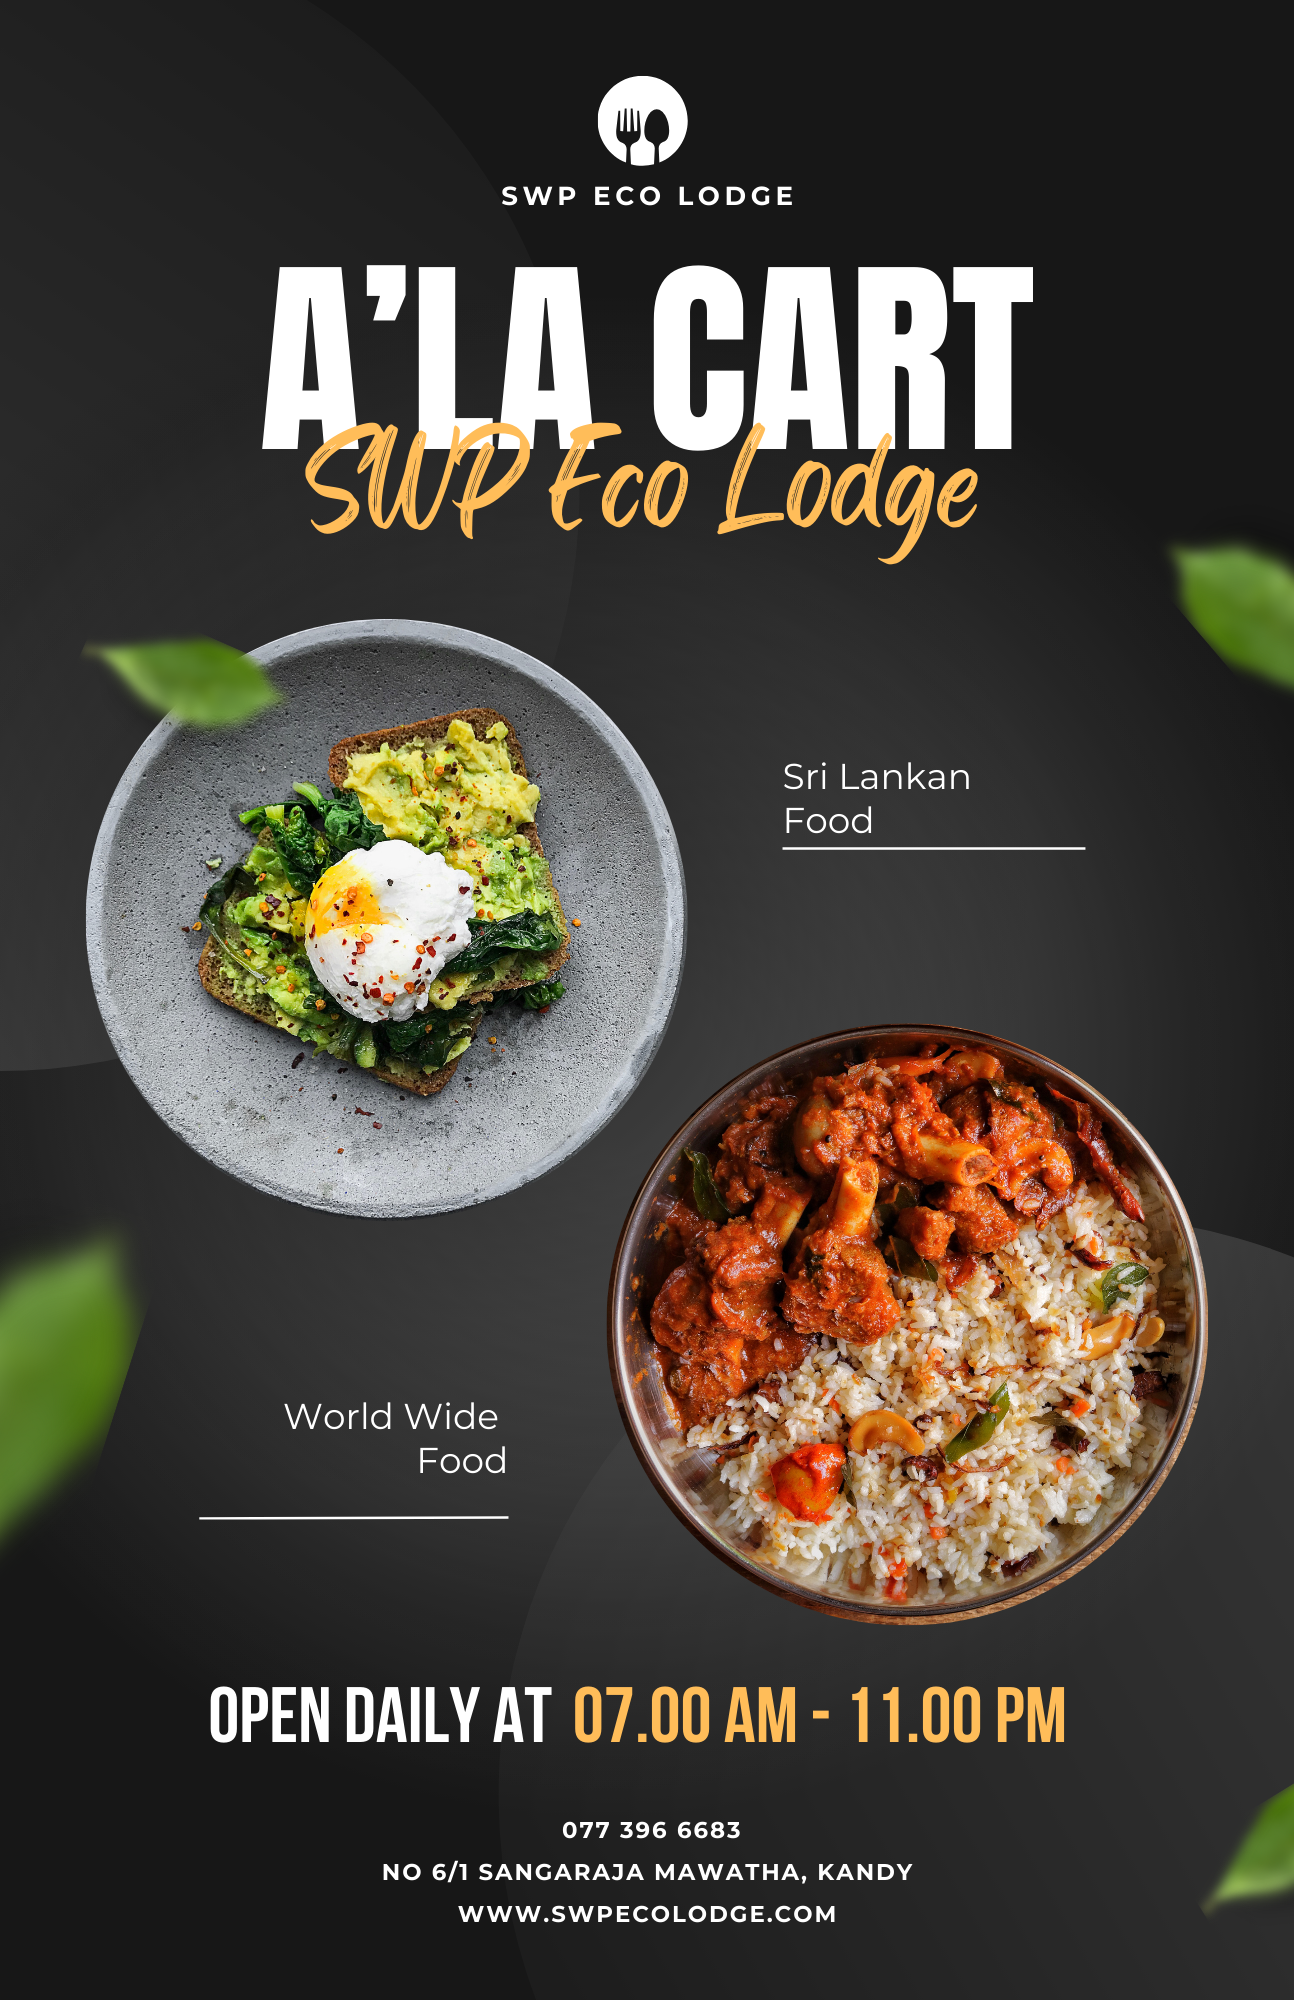 SWP ECO LODGE
A’LA CART
SWP Eco Lodge
Sri Lankan
Food
World Wide
Food
OPEN DAILY AT 07.00 AM - 11.00 PM
077 396 6683
NO 6/1 SANGARAJA MAWATHA, KANDY
WWW.SWPECOLODGE.COM